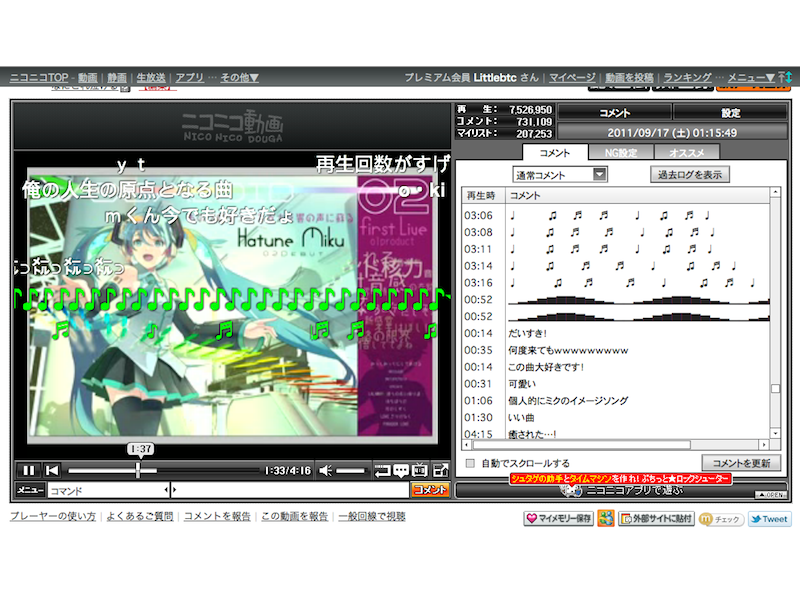 ニコニコTOP - 動画 | 静画 | 生放送 | アプリ … その他▼
プレミアム会員 Littlebtc さん | マイページ | 動画を投稿 | ランキング … メニュー▼
ニコニコ動画
NICO NICO DOUGA
再 生: 7,526,950
コメント: 731,109
マイリスト: 207,253
コメント
設定
2011/09/17 (土) 01:15:49
コメント
NG設定
オススメ
通常コメント
過去ログを表示
y t
再生回数がすげ
俺の人生の原点となる曲
o ki
mくん今でも好きだよ
の声に
02
first Live
Hatune Miku
再生時 コメント
03:06 ♩ ♫ ♬ ♬ ♩ ♫ ♬ ♩
03:08 ♩ ♫ ♬ ♬ ♩ ♫ ♬ ♩
03:11 ♩ ♫ ♬ ♬ ♩ ♫ ♬ ♩
03:14 ♩ ♫ ♬ ♬ ♩ ♫ ♬ ♩
03:16 ♩ ♫ ♬ ♬ ♩ ♫ ♬ ♩
00:52
00:52
00:14 だいすき!
00:35 何度来てもwwwwwwwww
00:14 この曲大好きです!
00:31 可愛い
01:06 個人的にミクのイメージソング
01:30 いい曲
04:15 癒された…!
1:37
1:33/4:16
自動でスクロールする
コメントを更新
メニュー
コマンド
コメント
シュタゲの助手とタイムマシンを作れ! ぷちっと★ロックシューター
ニコニコアプリで遊ぶ
▲OPEN
プレーヤーの使い方 | よくあるご質問 | コメントを報告 | この動画を報告 | 一般回線で視聴
マイメモリー保存
外部サイトに貼付
チェック
Tweet